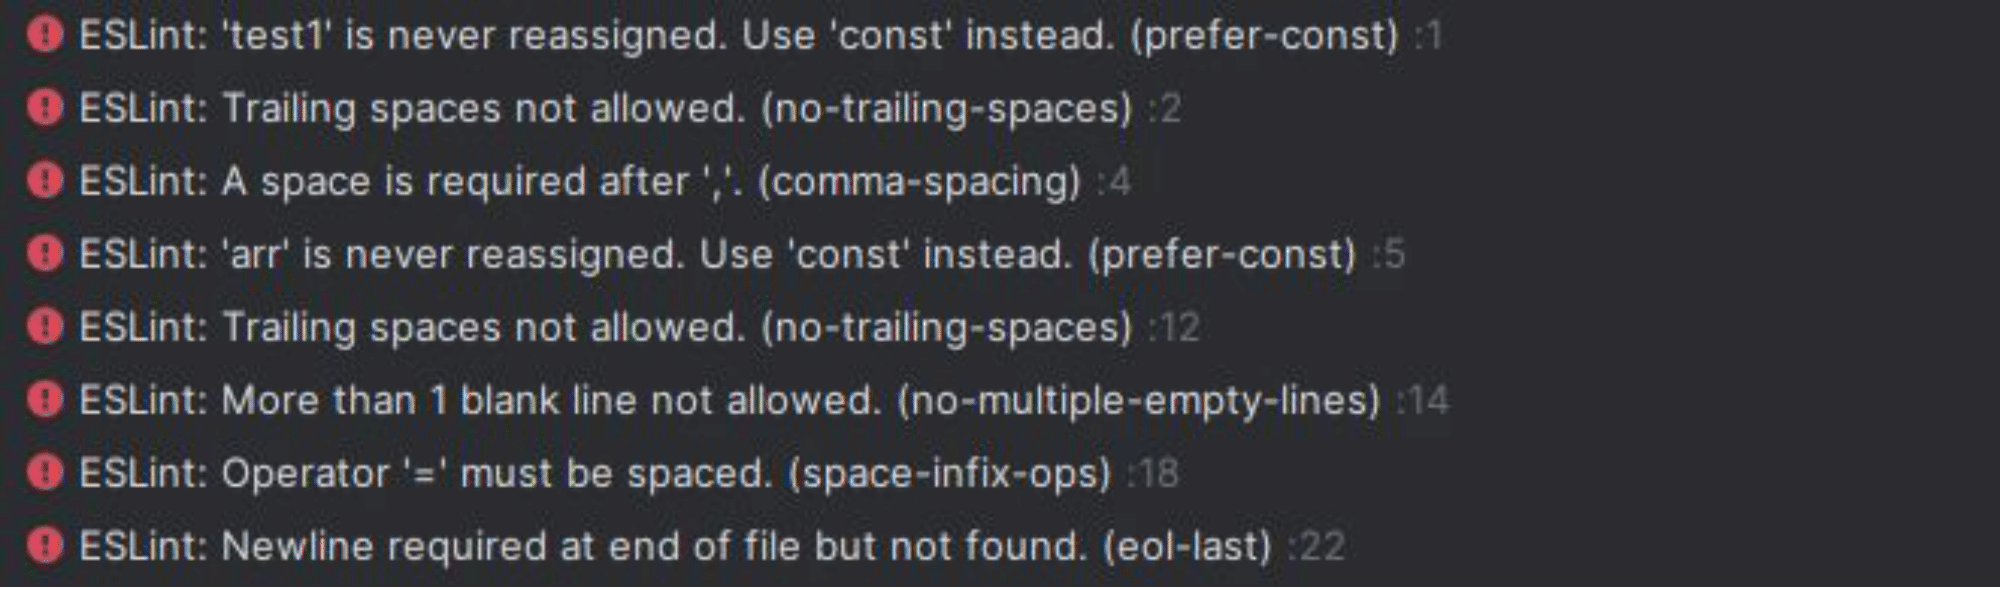 ESLint: 'test1' is never reassigned. Use 'const' instead. (prefer-const) :1
ESLint: Trailing spaces not allowed. (no-trailing-spaces) :2
ESLint: A space is required after ','. (comma-spacing) :4
ESLint: 'arr' is never reassigned. Use 'const' instead. (prefer-const) :5
ESLint: Trailing spaces not allowed. (no-trailing-spaces) :12
ESLint: More than 1 blank line not allowed. (no-multiple-empty-lines) :14
ESLint: Operator '=' must be spaced. (space-infix-ops) :18
ESLint: Newline required at end of file but not found. (eol-last) :22